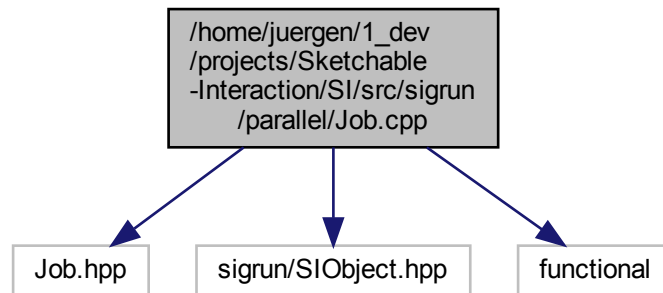 /home/juergen/1_dev
/projects/Sketchable
-Interaction/SI/src/sigrun
/parallel/Job.cpp
Job.hpp
sigrun/SIObject.hpp
functional